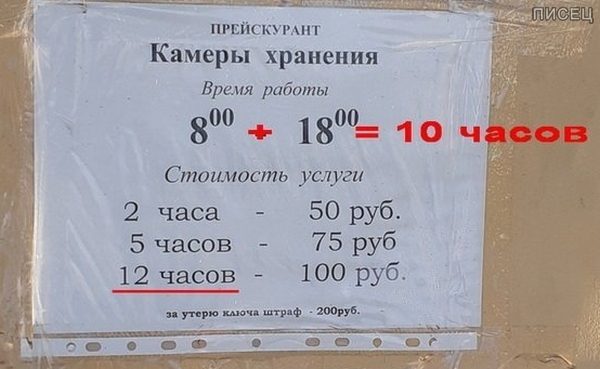 ПИСЕЦ
ПРЕЙСКУРАНТ
Камеры хранения
Время работы
8⁰⁰ + 18⁰⁰ = 10 часов
Стоимость услуги
2 часа - 50 руб.
5 часов - 75 руб
12 часов - 100 руб.
за утерю ключа штраф - 200руб.